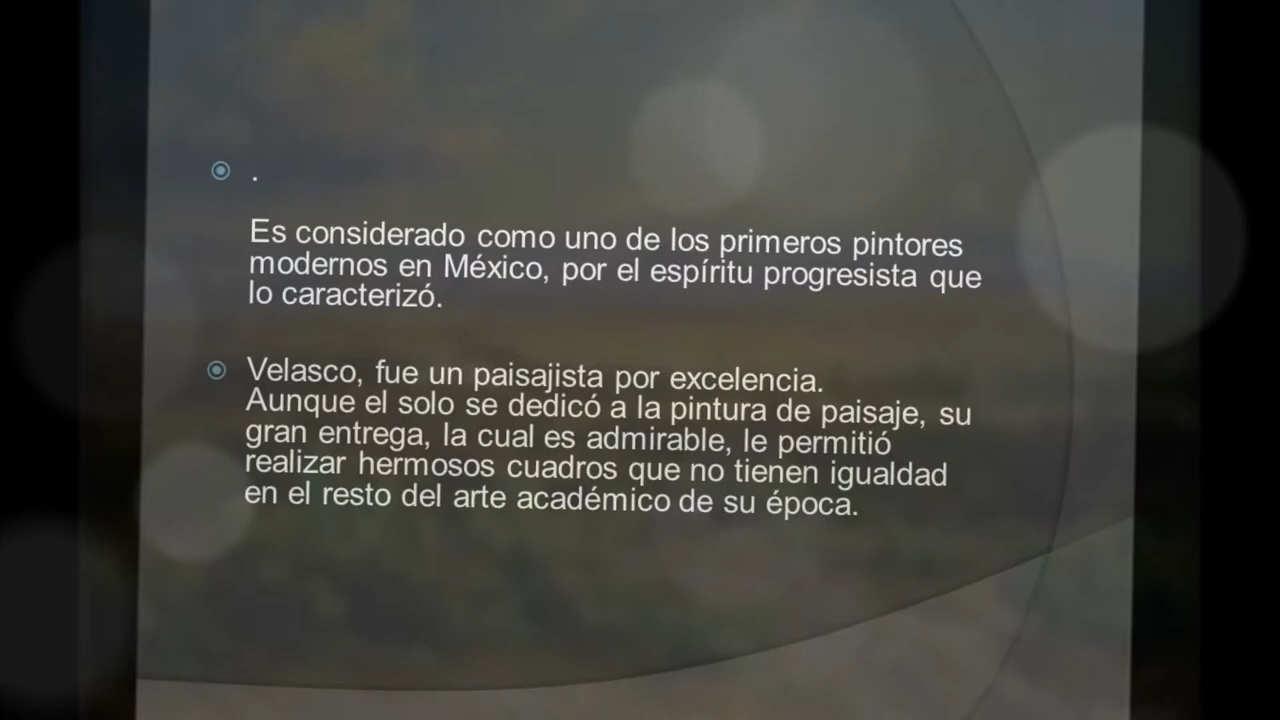 .
Es considerado como uno de los primeros pintores
modernos en México, por el espíritu progresista que
lo caracterizó.
Velasco, fue un paisajista por excelencia.
Aunque el solo se dedicó a la pintura de paisaje, su
gran entrega, la cual es admirable, le permitió
realizar hermosos cuadros que no tienen igualdad
en el resto del arte académico de su época.